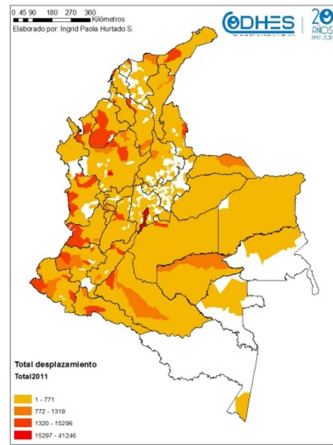 0 45 90 180 270 360
Kilómetros
Elaborado por: Ingrid Paola Hurtado S.
CODHES
20
AÑOS
Total desplazamiento
Total2011
1 - 771
772 - 1319
1320 - 15296
15297 - 41246